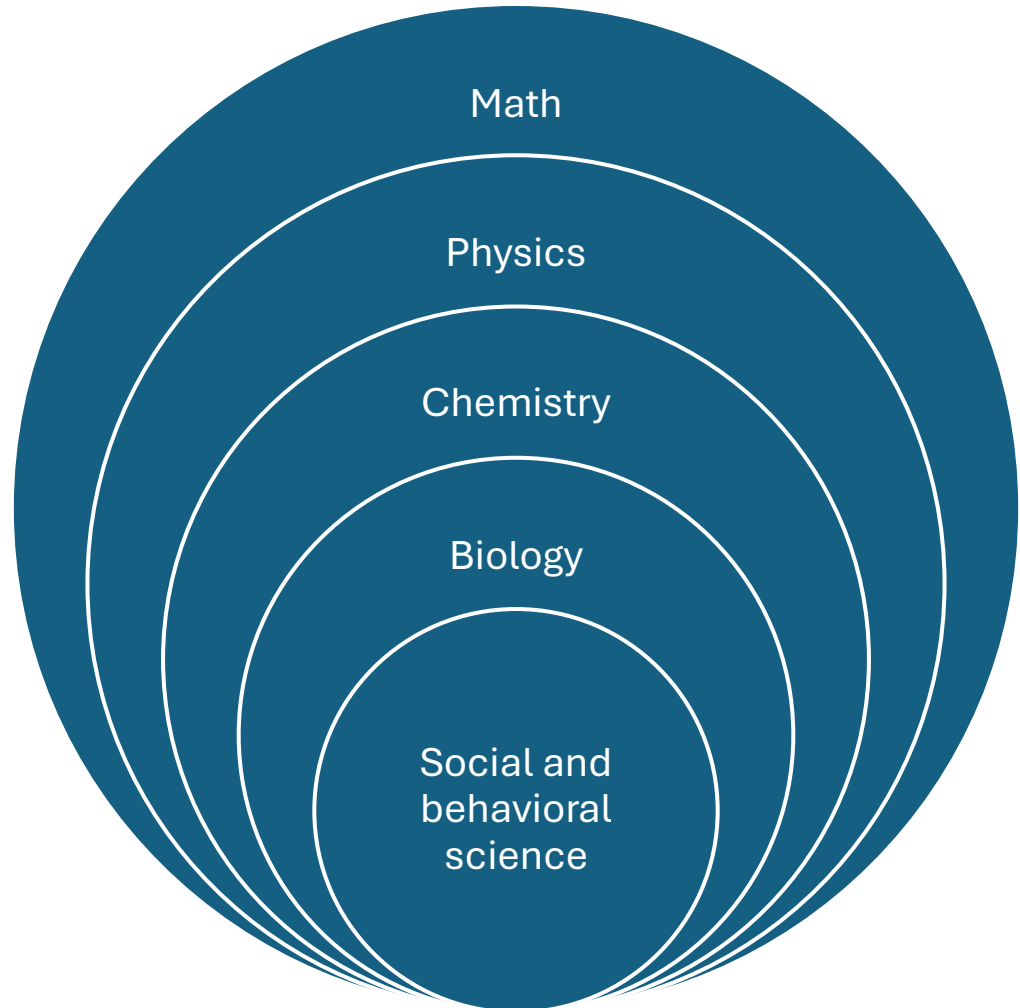 Math
Physics
Chemistry
Biology
Social and
behavioral
science